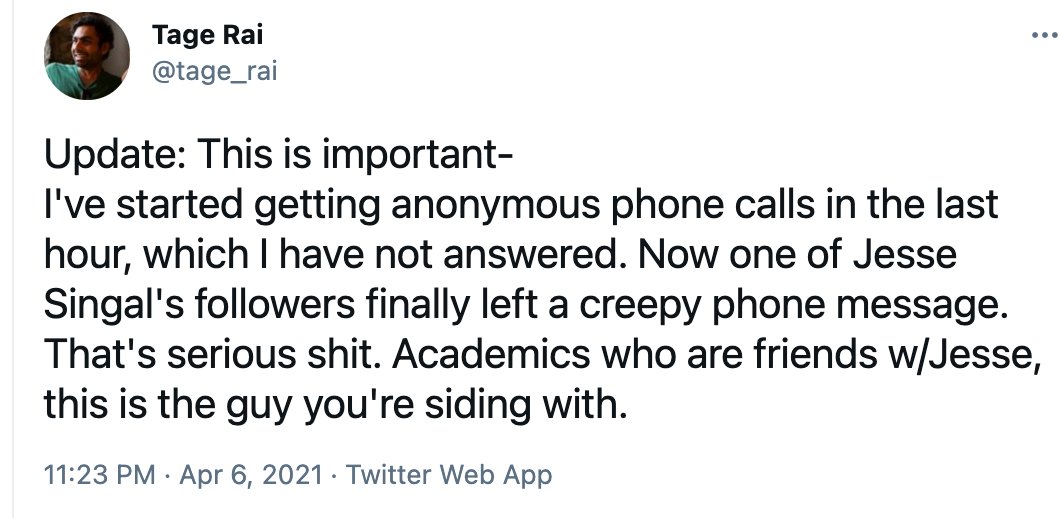 Tage Rai
@tage_rai
Update: This is important-
I've started getting anonymous phone calls in the last
hour, which I have not answered. Now one of Jesse
Singal's followers finally left a creepy phone message.
That's serious shit. Academics who are friends w/Jesse,
this is the guy you're siding with.
11:23 PM · Apr 6, 2021 · Twitter Web App